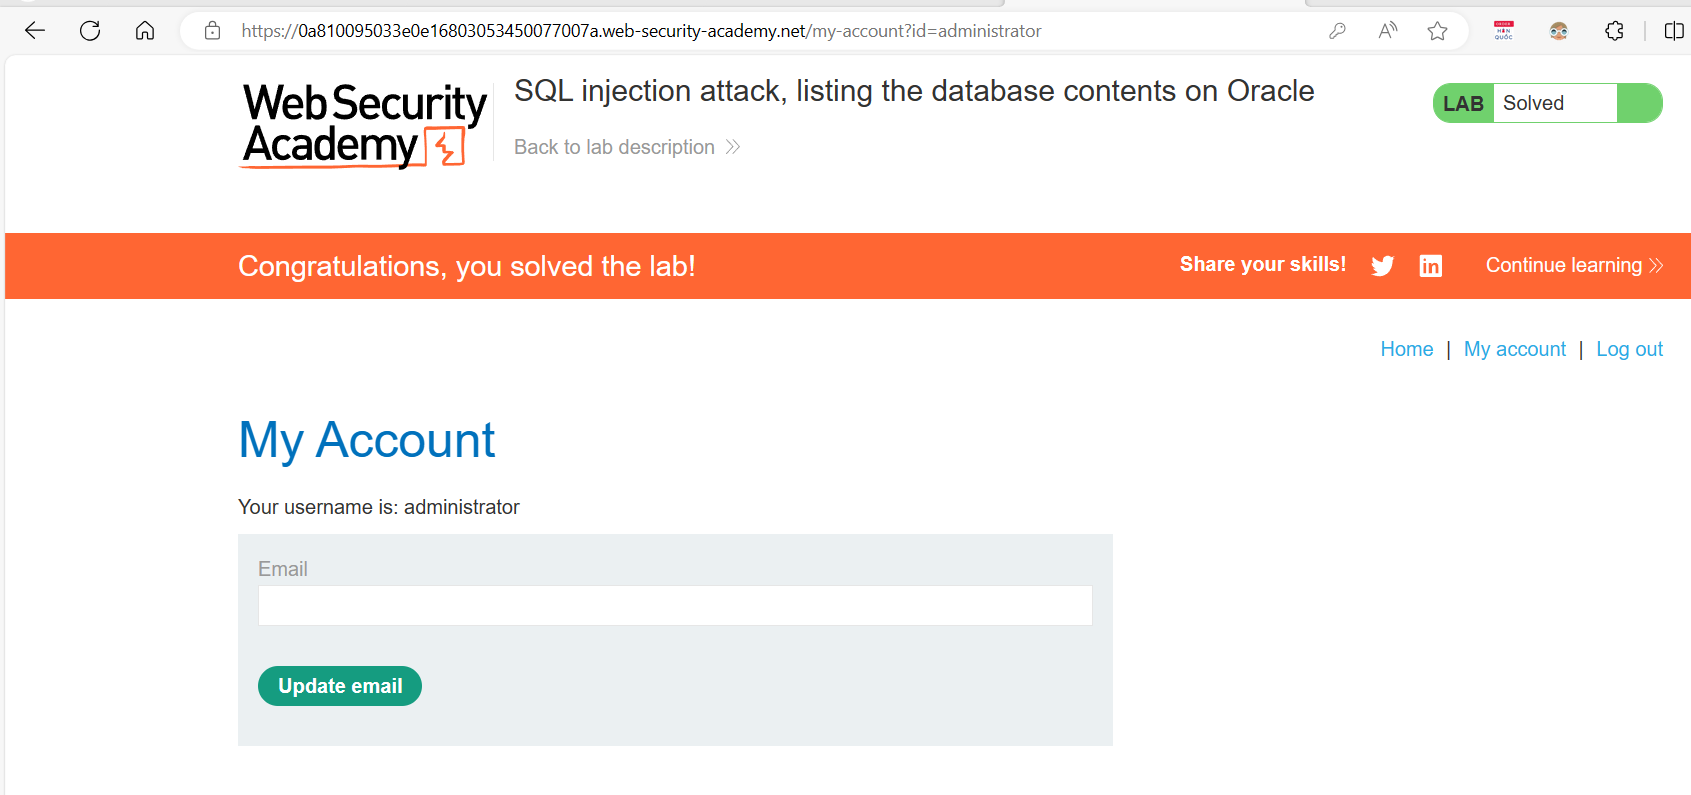 https://0a810095033e0e16803053450077007a.web-security-academy.net/my-account?id=administrator
Web Security
Academy
SQL injection attack, listing the database contents on Oracle
Back to lab description
LAB Solved
Congratulations, you solved the lab!
Share your skills!
Continue learning
Home | My account | Log out
My Account
Your username is: administrator
Email
Update email